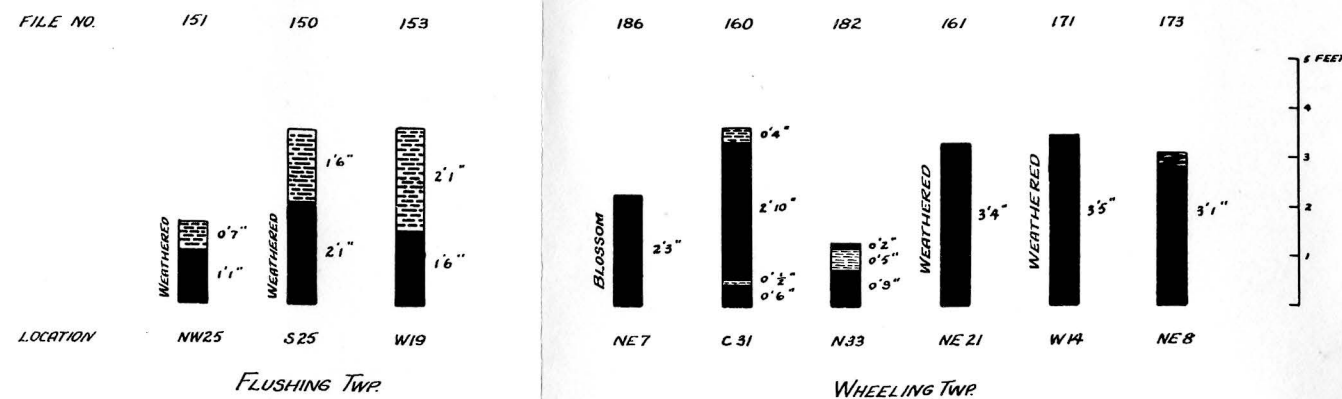 FILE NO. 151 150 153 186 160 182 161 171 173
5 FEET
4
3
2
1
WEATHERED
0'7"
1'1"
WEATHERED
1'6"
2'1"
2'1"
1'6"
BLOSSOM
2'3"
0'4"
2'10"
0'½"
0'6"
0'2"
0'5"
0'9"
WEATHERED
3'4"
WEATHERED
3'5"
3'1"
LOCATION NW25 S25 W19 NE7 C31 N33 NE21 W14 NE8
FLUSHING TWP. WHEELING TWP.